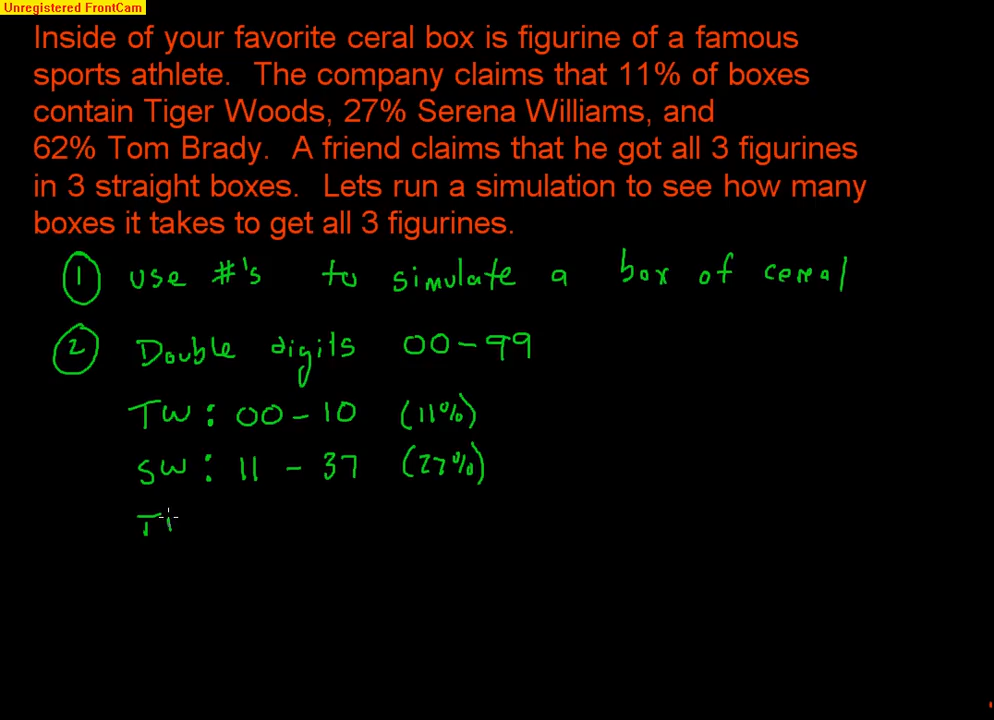 Unregistered FrontCam
Inside of your favorite ceral box is figurine of a famous
sports athlete. The company claims that 11% of boxes
contain Tiger Woods, 27% Serena Williams, and
62% Tom Brady. A friend claims that he got all 3 figurines
in 3 straight boxes. Lets run a simulation to see how many
boxes it takes to get all 3 figurines.
1 use #'s to simulate a box of cereal
2 Double digits 00-99
TW: 00-10 (11%)
SW: 11-37 (27%)
T